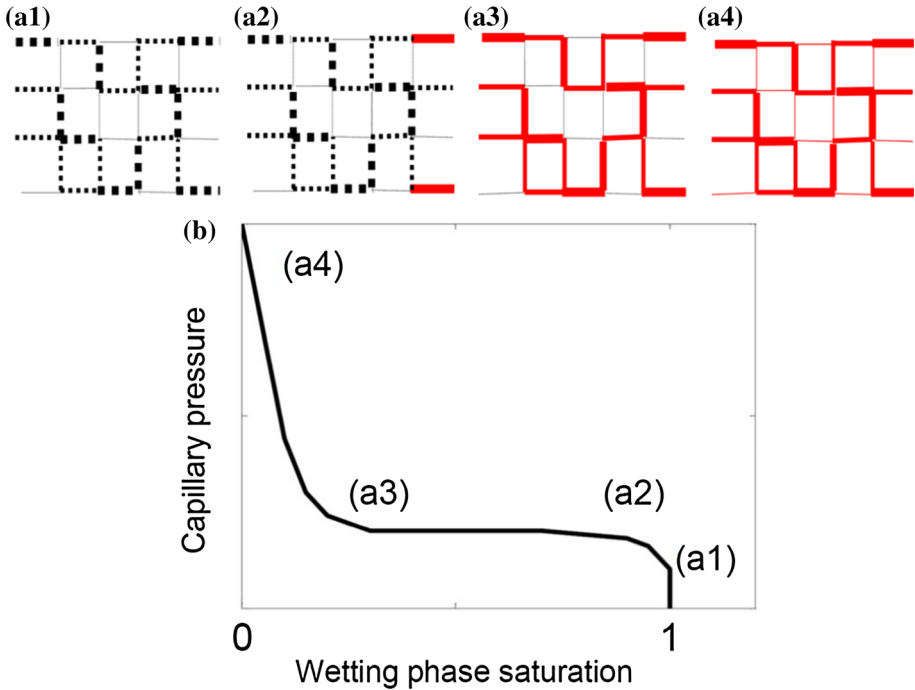 (a1) (a2) (a3) (a4)
(b)
(a4)
(a3) (a2)
(a1)
Capillary pressure
0 1
Wetting phase saturation